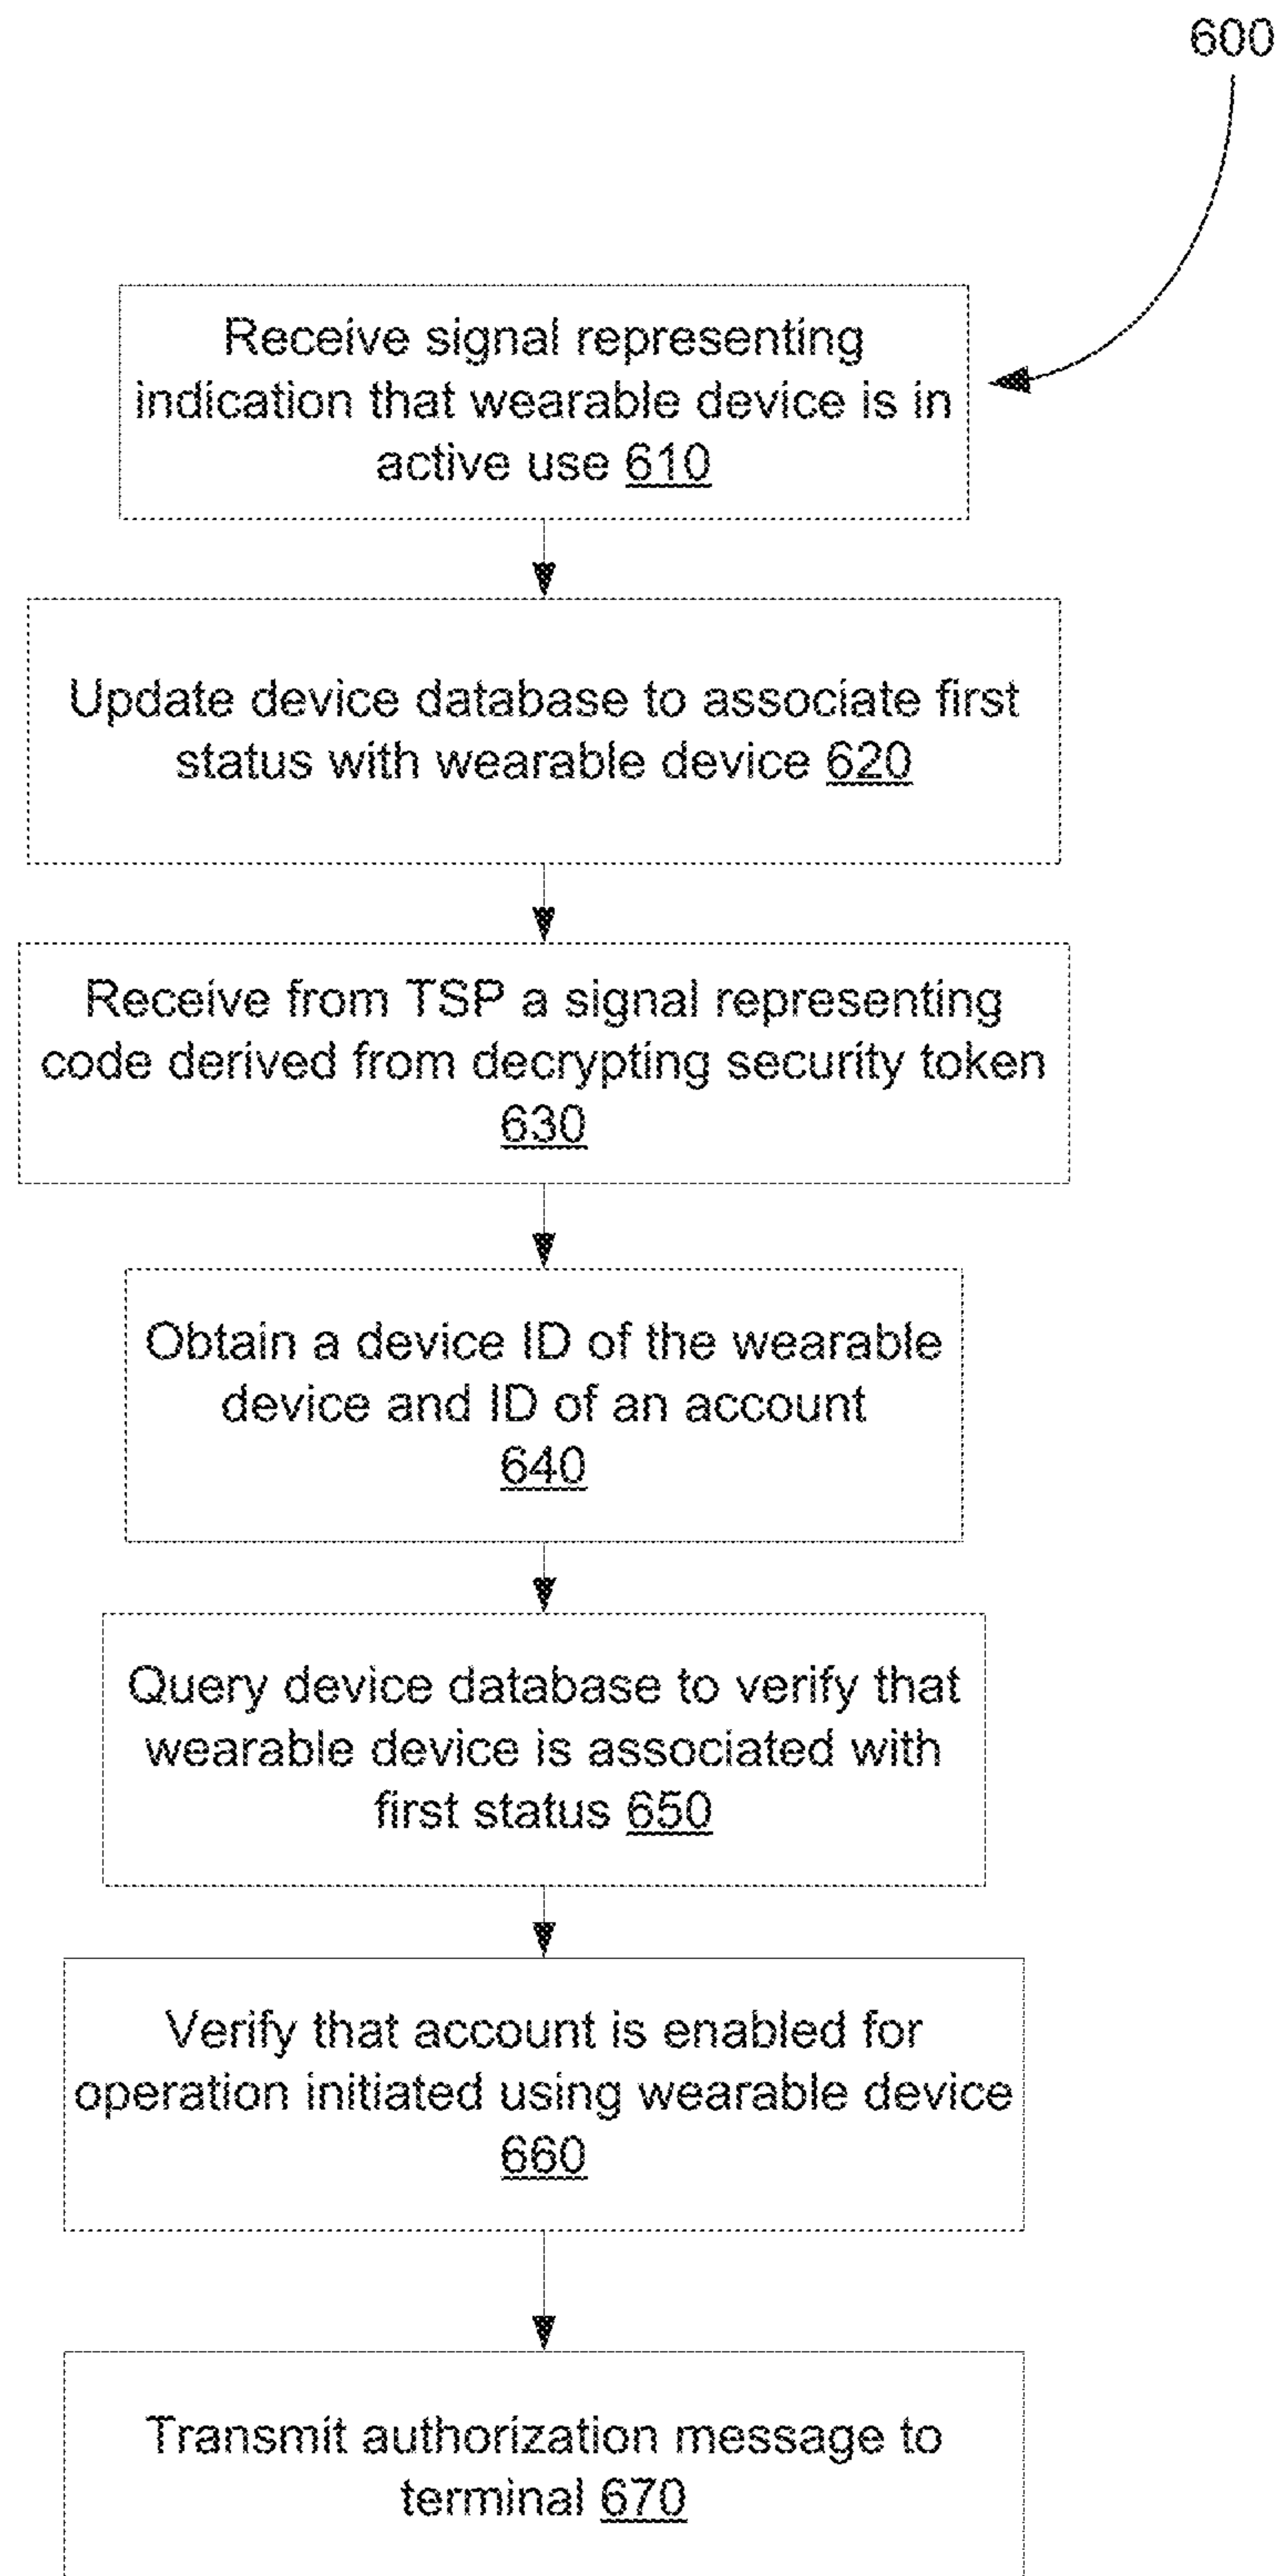 600
Receive signal representing
indication that wearable device is in
active use 610
Update device database to associate first
status with wearable device 620
Receive from TSP a signal representing
code derived from decrypting security token
630
Obtain a device ID of the wearable
device and ID of an account
640
Query device database to verify that
wearable device is associated with
first status 650
Verify that account is enabled for
operation initiated using wearable device
660
Transmit authorization message to
terminal 670